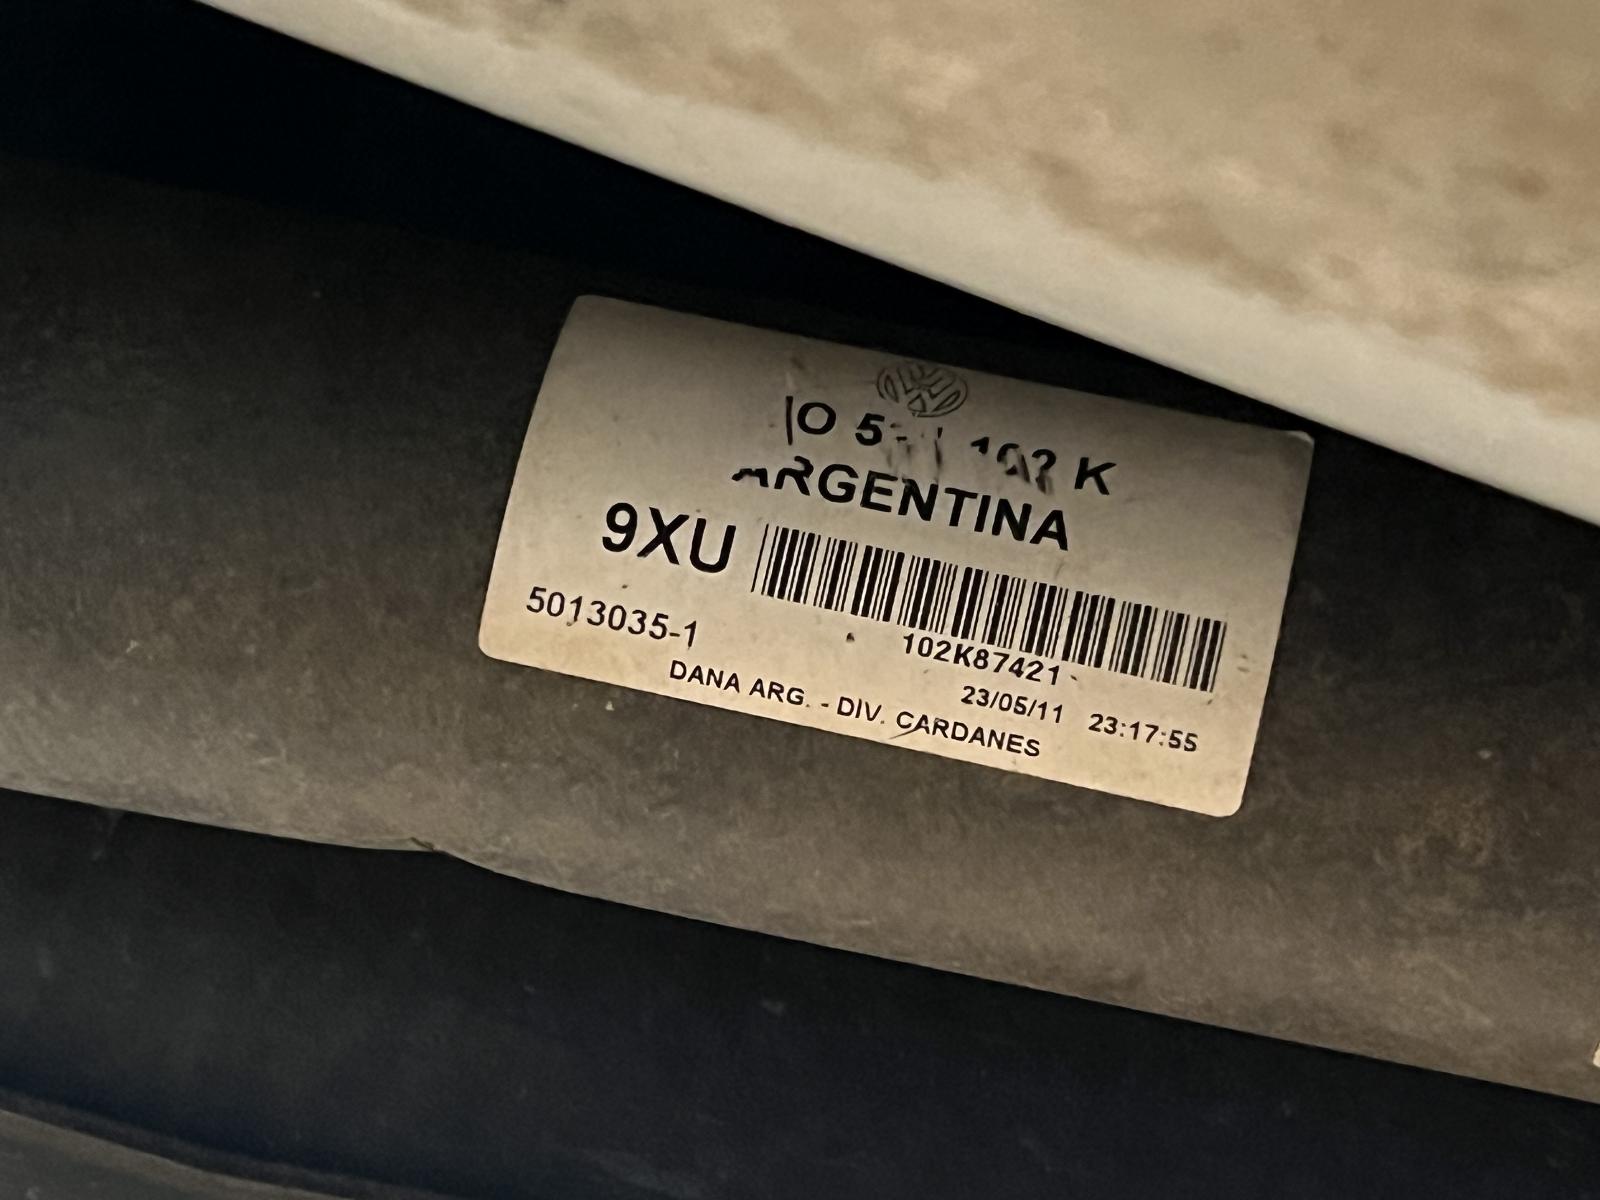 K
ARGENTINA
9XU
5013035-1
102K87421
23/05/11 23:17:55
DANA ARG. - DIV. CARDANES